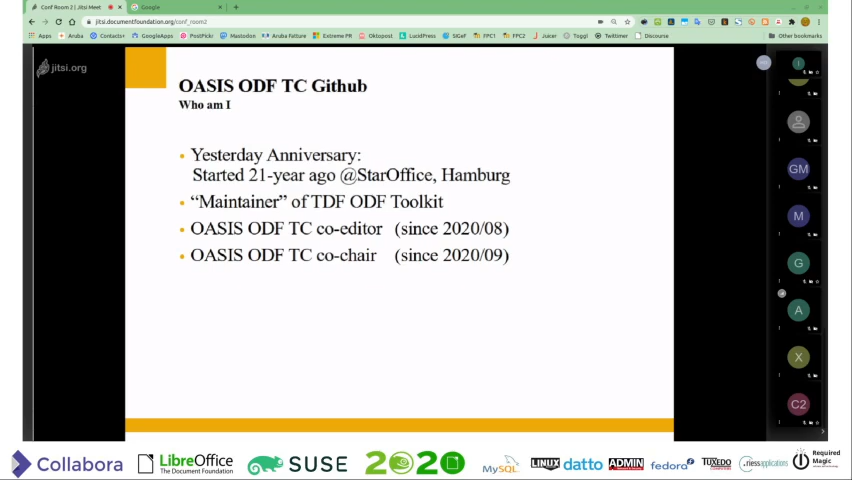 Conf Room 2 | Jitsi Meet
Google
jitsi.documentfoundation.org/conf_room2
Apps Aruba Contacts+ GoogleApps PostPickr Mastodon Aruba Fatture Extreme PR Oktopost LucidPress SIGeF FPC1 FPC2 Juicer Toggl Twittimer Discourse Other bookmarks
jitsi.org
OASIS ODF TC Github
Who am I
Yesterday Anniversary:
Started 21-year ago @StarOffice, Hamburg
“Maintainer” of TDF ODF Toolkit
OASIS ODF TC co-editor (since 2020/08)
OASIS ODF TC co-chair (since 2020/09)
I
GM
M
G
A
X
C2
Collabora
LibreOffice
The Document Foundation
SUSE
2020
MySQL
LINUX
datto
ADMIN
fedora
TUXEDO
riessapplications
Required
Magic